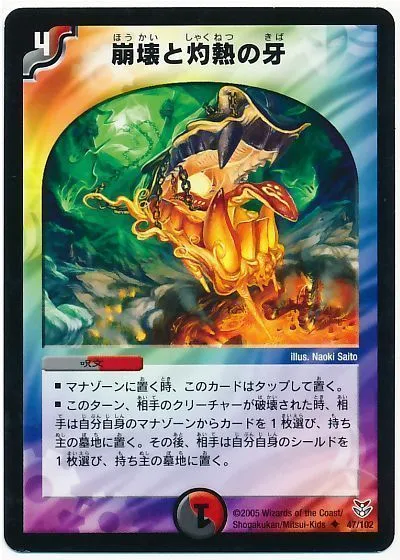 4
ほうかい しゃくねつ きば
崩壊と灼熱の牙
illus. Naoki Saito
呪文
■ マナゾーンに置く時、このカードはタップして置く。
■ このターン、相手のクリーチャーが破壊された時、相
手は自分自身のマナゾーンからカードを1枚選び、持ち
主の墓地に置く。その後、相手は自分自身のシールドを
1枚選び、持ち主の墓地に置く。
1
©2005 Wizards of the Coast/
Shogakukan/Mitsui-Kids ◆ 47/102